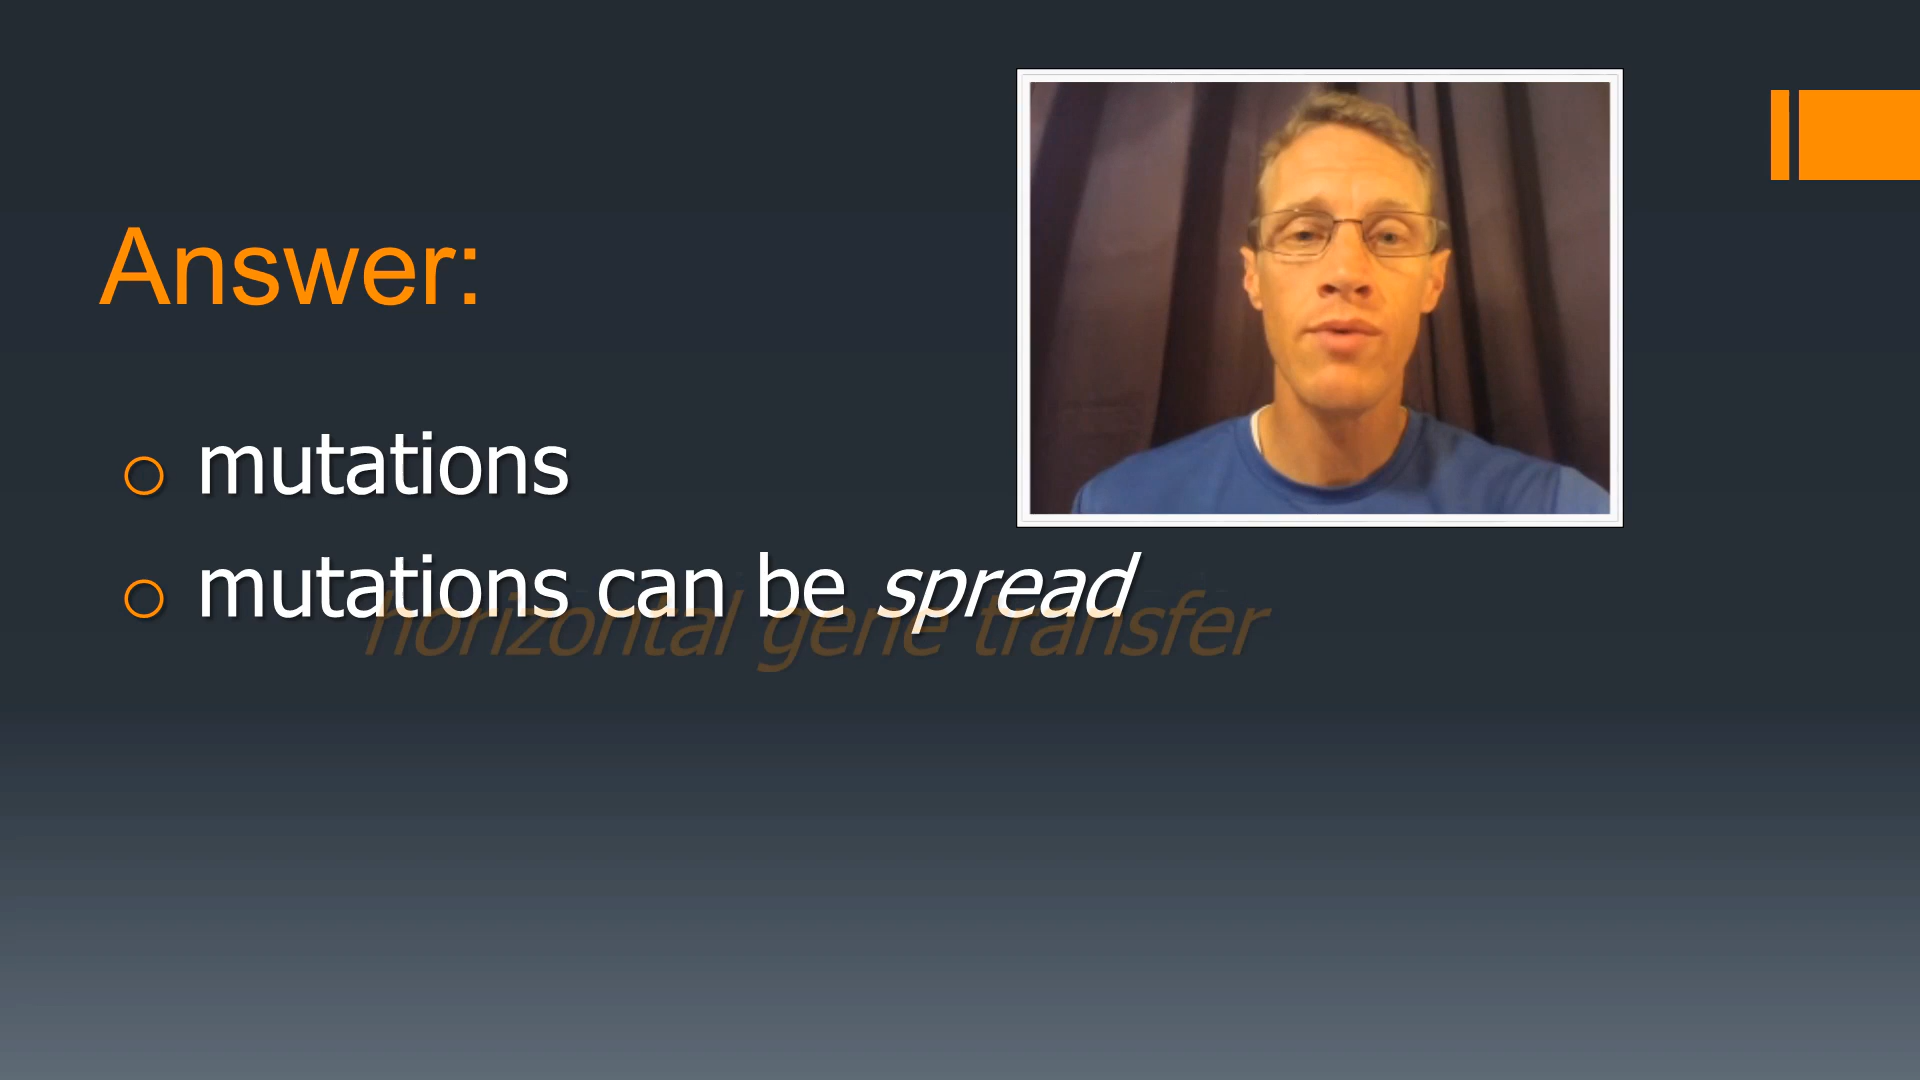 Answer:
mutations
mutations can be spread
horizontal gene transfer